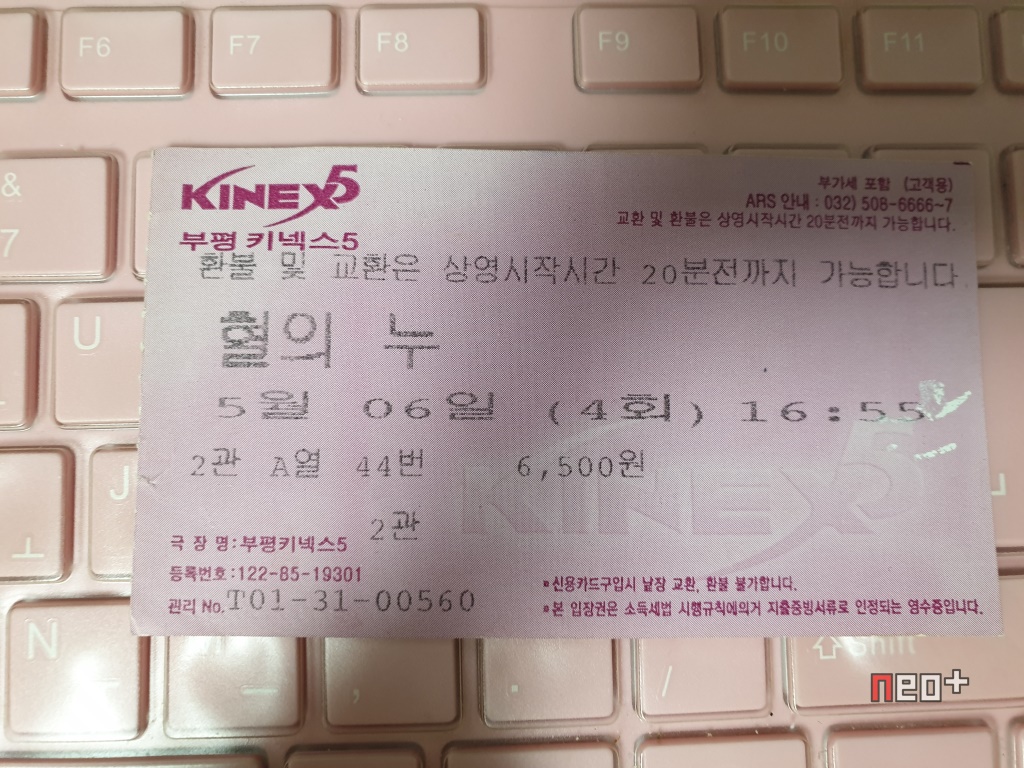 F6 F7 F8 F9 F10 F11
&
7
U
J
N
M
,
.
/
Shift
KINEX5
부평 키넥스5
부가세 포함 (고객용)
ARS 안내 : 032) 508-6666~7
교환 및 환불은 상영시작시간 20분전까지 가능합니다.
환불 및 교환은 상영시작시간 20분전까지 가능합니다
혈의 누
5월 06일 (4회) 16:55
2관 A열 44번 6,500원
KINEX5
2관
극 장 명:부평키넥스5
등록번호:122-85-19301
관리 No.T01-31-00560
신용카드구입시 낱장 교환, 환불 불가합니다.
본 입장권은 소득세법 시행규칙에의거 지출증빙서류로 인정되는 영수증입니다.
neo+